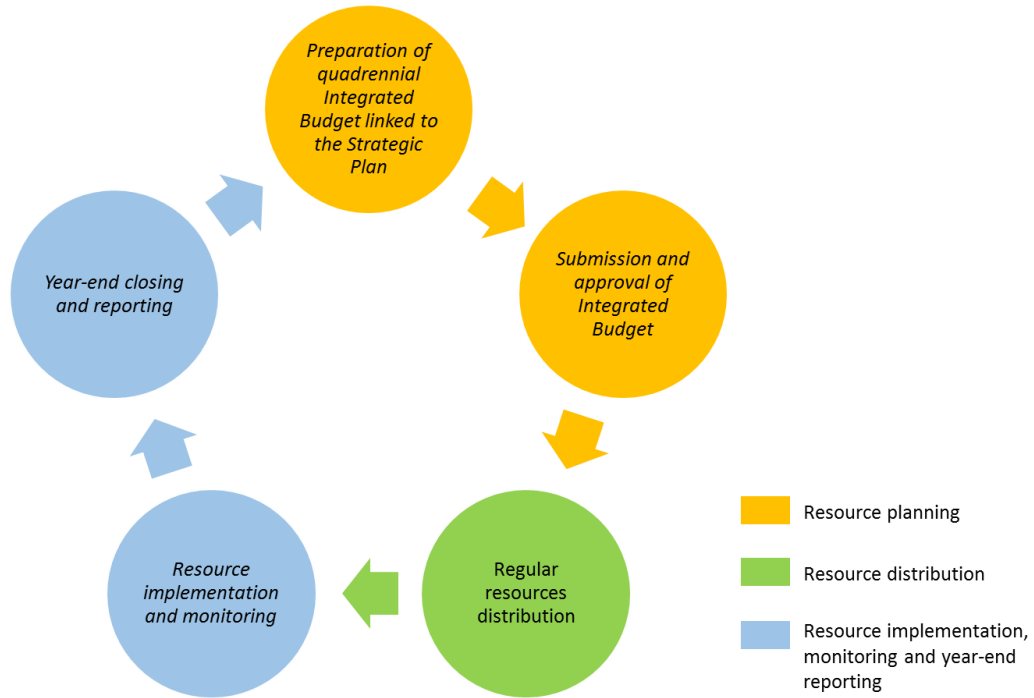 Preparation of
quadrennial
Integrated
Budget linked to
the Strategic
Plan
Submission and
approval of
Integrated
Budget
Regular
resources
distribution
Resource
implementation
and monitoring
Year-end closing
and reporting
Resource planning
Resource distribution
Resource implementation,
monitoring and year-end
reporting